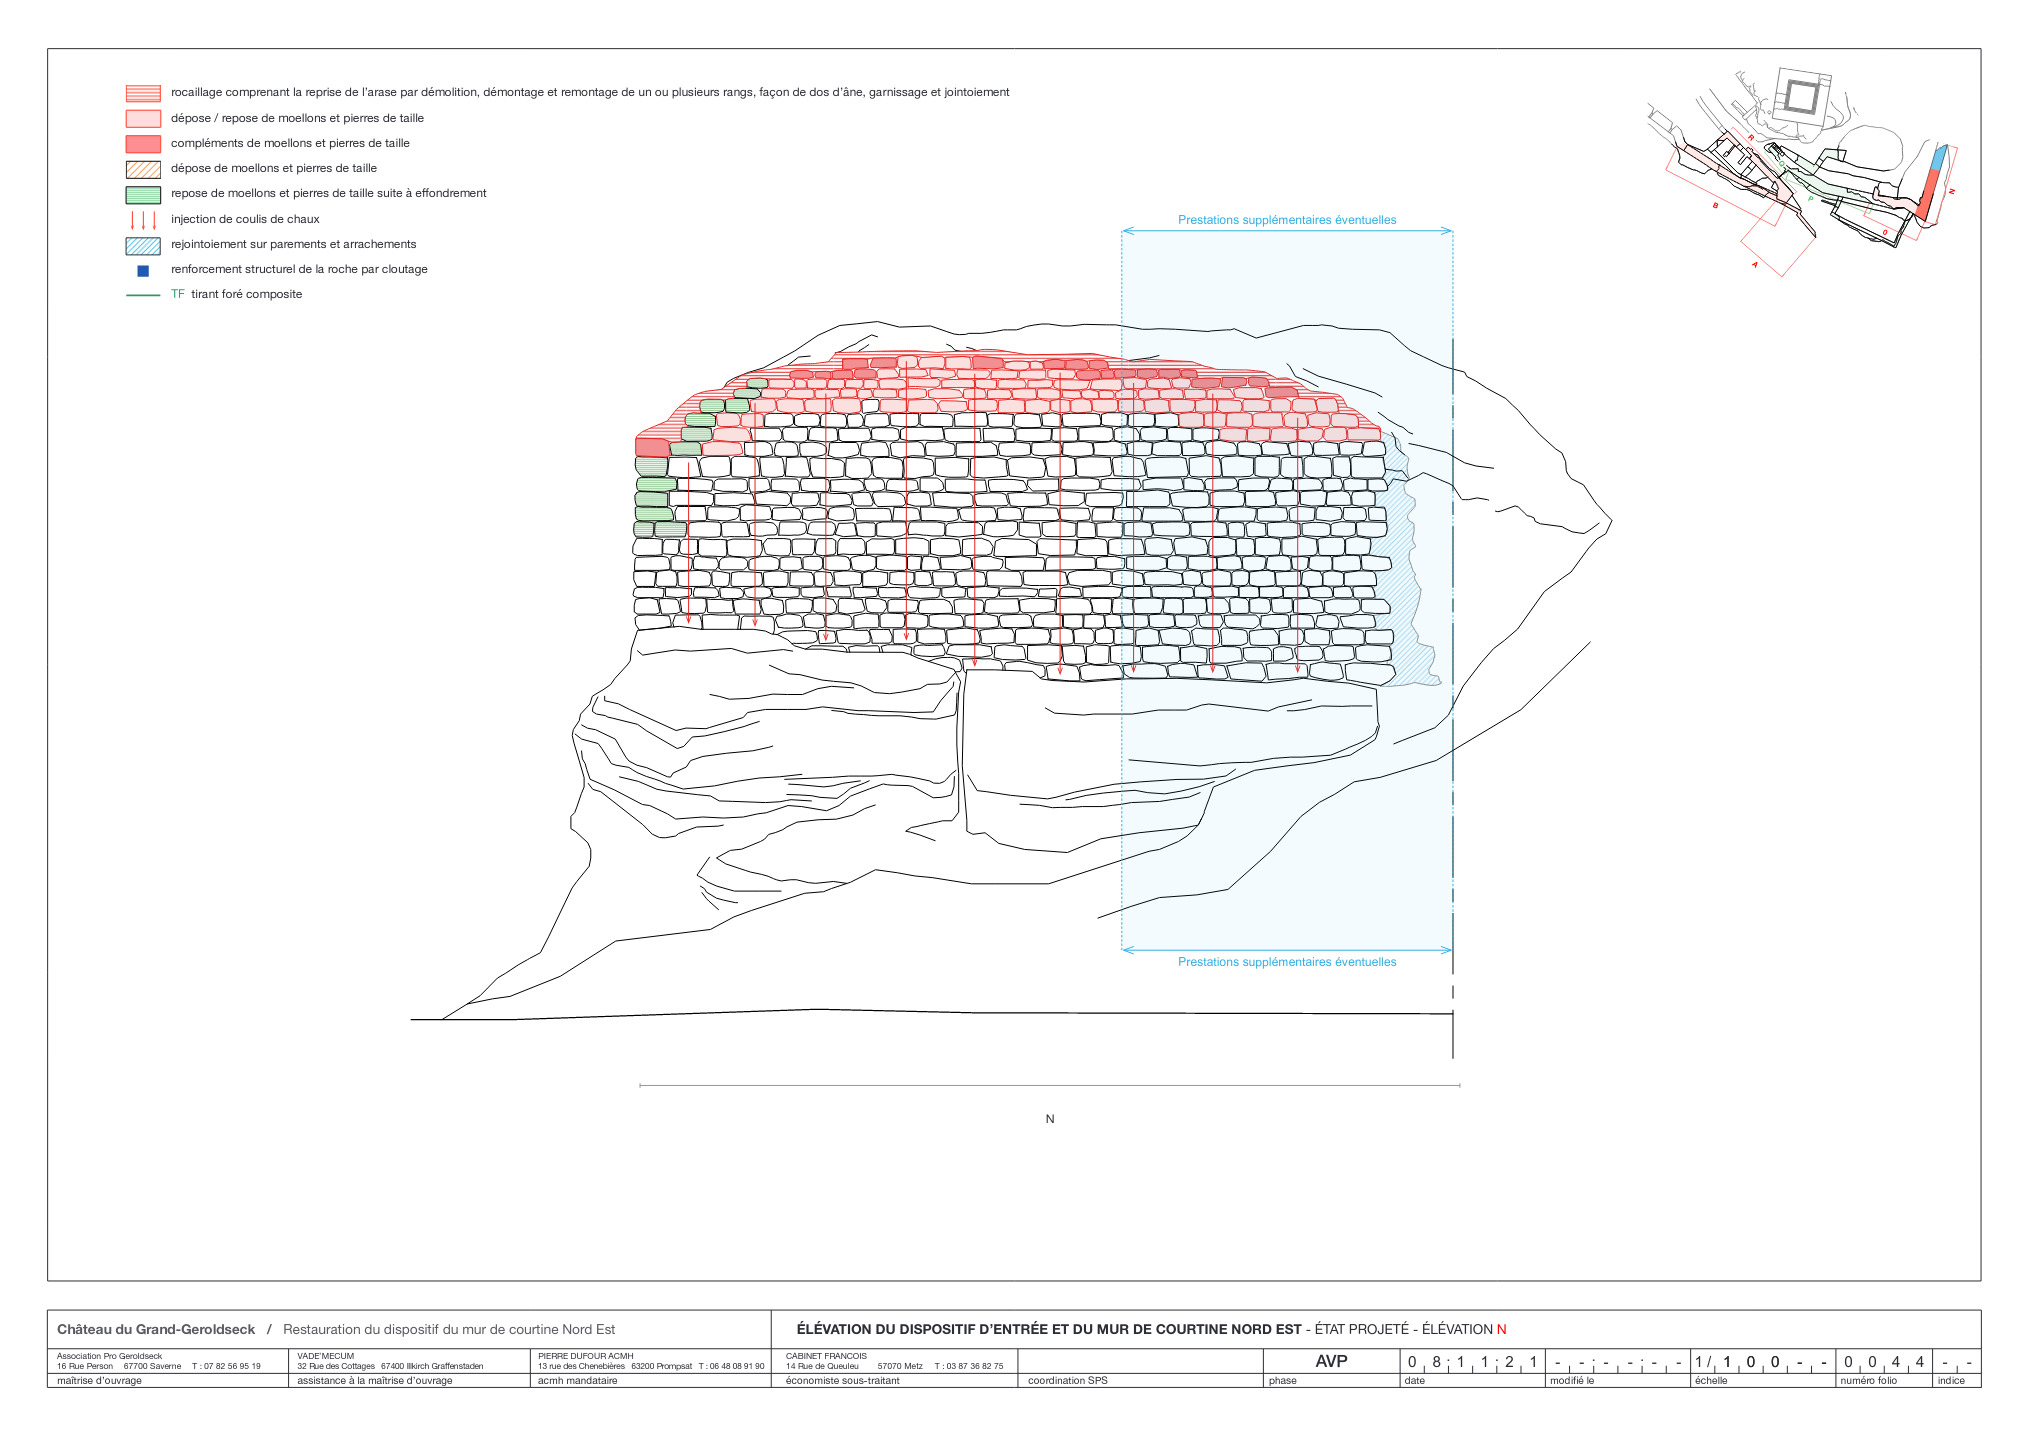 rocaillage comprenant la reprise de l'arase par démolition, démontage et remontage de un ou plusieurs rangs, façon de dos d'âne, garnissage et jointoiement
dépose / repose de moellons et pierres de taille
compléments de moellons et pierres de taille
dépose de moellons et pierres de taille
repose de moellons et pierres de taille suite à effondrement
injection de coulis de chaux
rejointoiement sur parements et arrachements
renforcement structurel de la roche par cloutage
TF tirant foré composite
R
Q
P
B
A
O
N
Prestations supplémentaires éventuelles
Prestations supplémentaires éventuelles
N
Château du Grand-Geroldseck / Restauration du dispositif du mur de courtine Nord Est
ÉLÉVATION DU DISPOSITIF D'ENTRÉE ET DU MUR DE COURTINE NORD EST - ÉTAT PROJETÉ - ÉLÉVATION N
Association Pro Geroldseck
16 Rue Person 67700 Saverne T : 07 82 56 95 19
maîtrise d'ouvrage
VADE'MECUM
32 Rue des Cottages 67400 Illkirch Graffenstaden
assistance à la maîtrise d'ouvrage
PIERRE DUFOUR ACMH
13 rue des Chenebières 63200 Prompsat T : 06 48 08 91 90
acmh mandataire
CABINET FRANCOIS
14 Rue de Queuleu 57070 Metz T : 03 87 36 82 75
économiste sous-traitant
coordination SPS
AVP
phase
0 8 : 1 1 : 2 1
date
- - : - - : - -
modifié le
1 / 1 0 0 - -
échelle
0 0 4 4
numéro folio
- -
indice